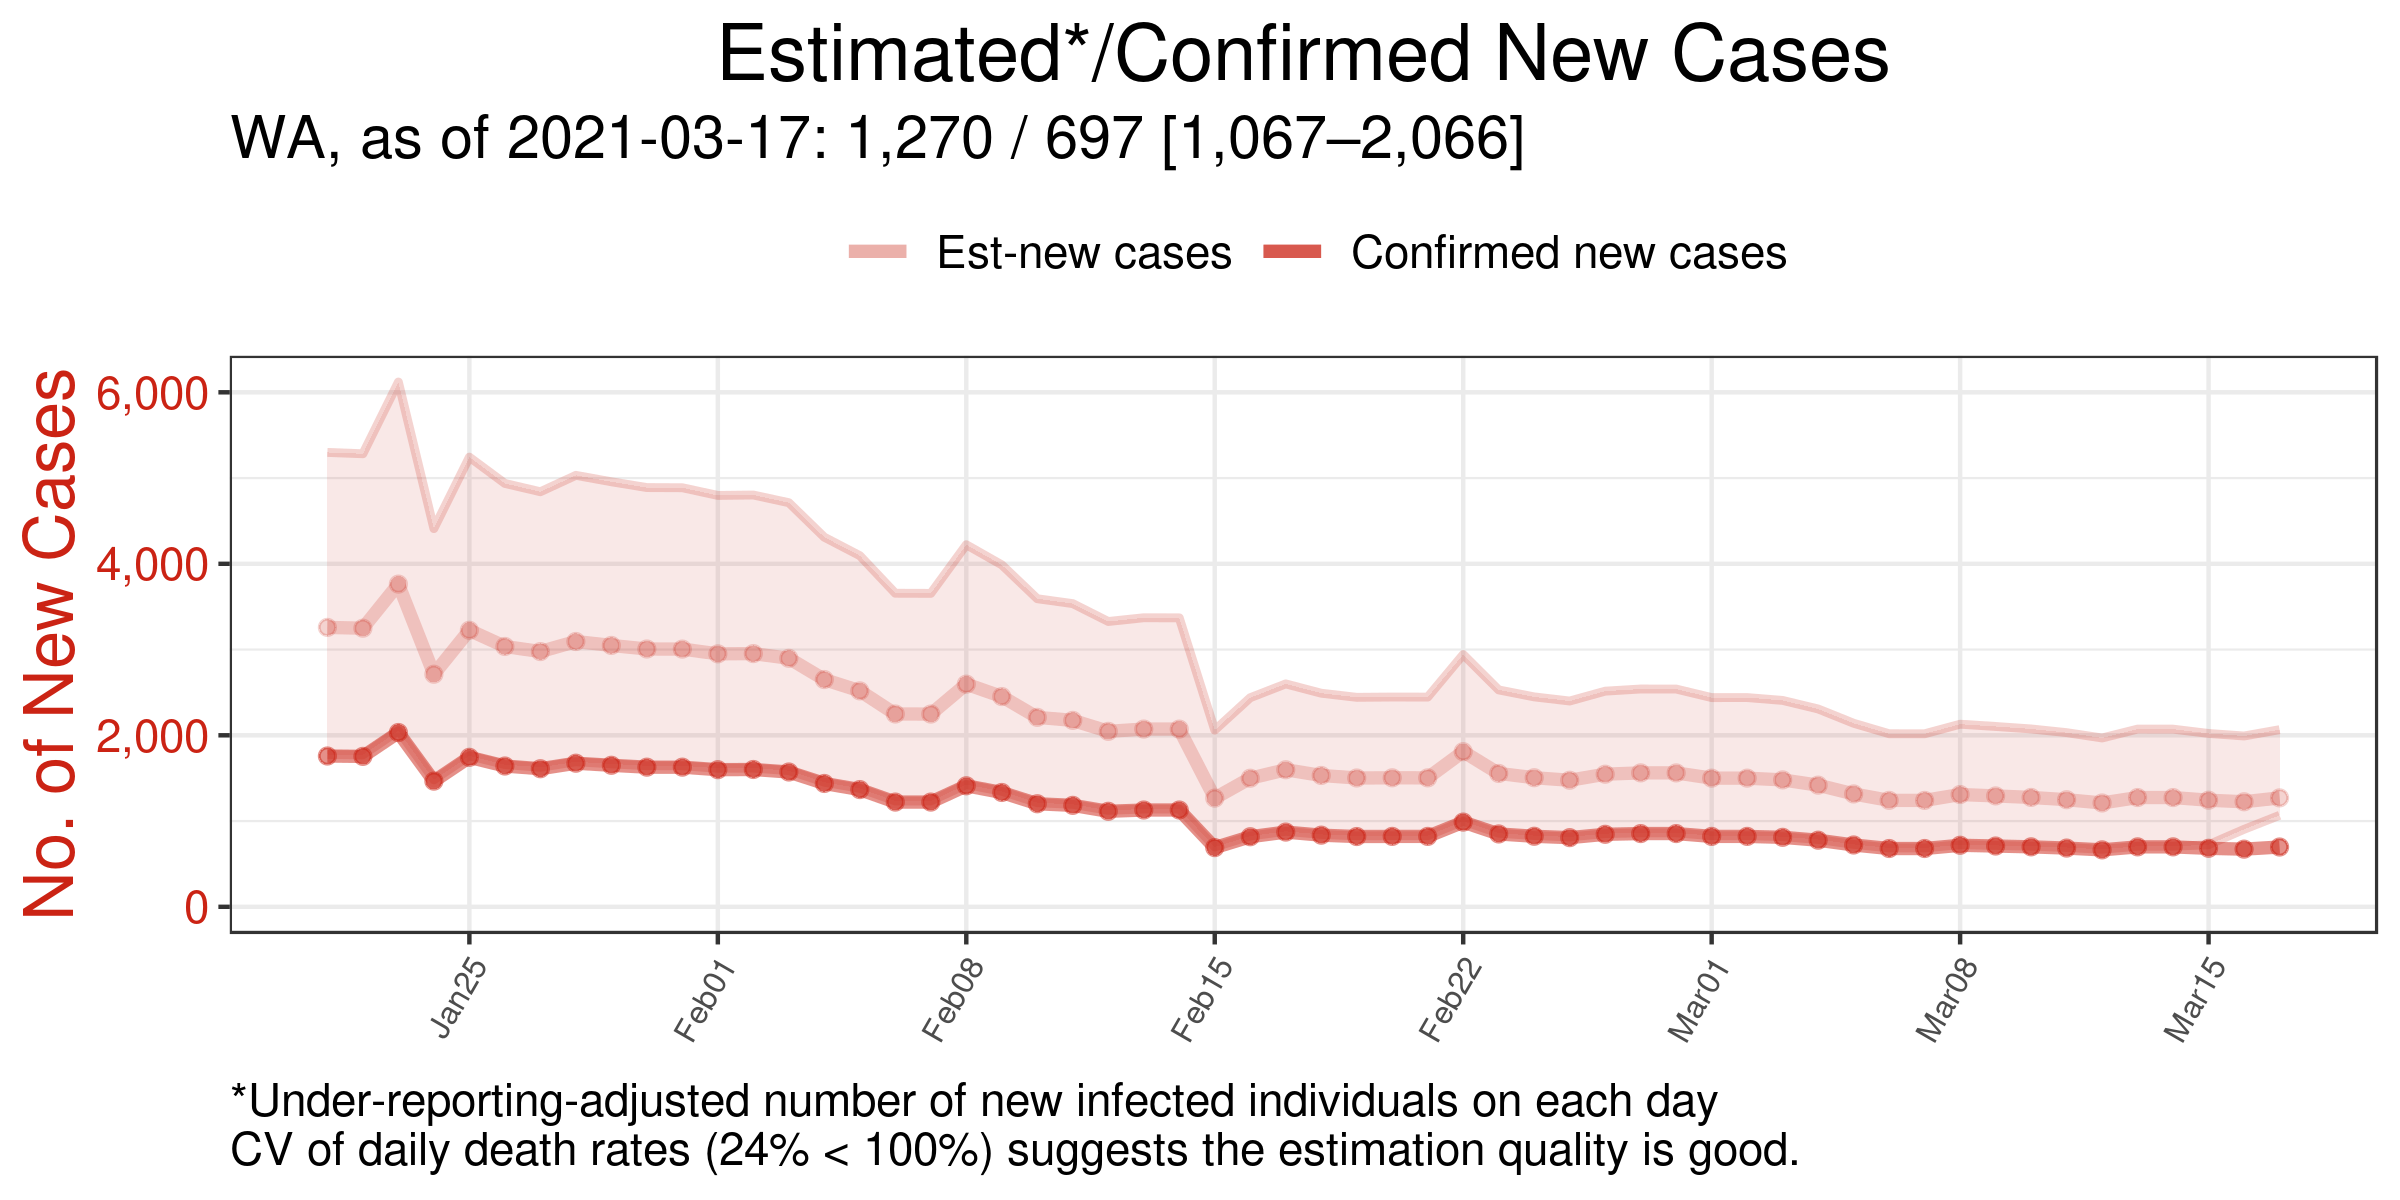 Estimated*/Confirmed New Cases
WA, as of 2021-03-17: 1,270 / 697 [1,067–2,066]
Est-new cases
Confirmed new cases
No. of New Cases
6,000
4,000
2,000
0
Jan25
Feb01
Feb08
Feb15
Feb22
Mar01
Mar08
Mar15
*Under-reporting-adjusted number of new infected individuals on each day
CV of daily death rates (24% < 100%) suggests the estimation quality is good.